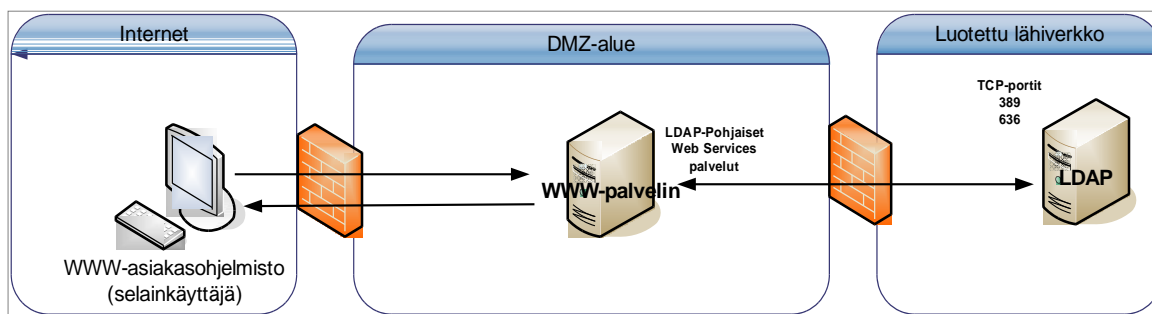 Internet
DMZ-alue
Luotettu lähiverkko
TCP-portit
389
636
LDAP-Pohjaiset
Web Services
palvelut
WWW-palvelin
LDAP
WWW-asiakasohjelmisto
(selainkäyttäjä)